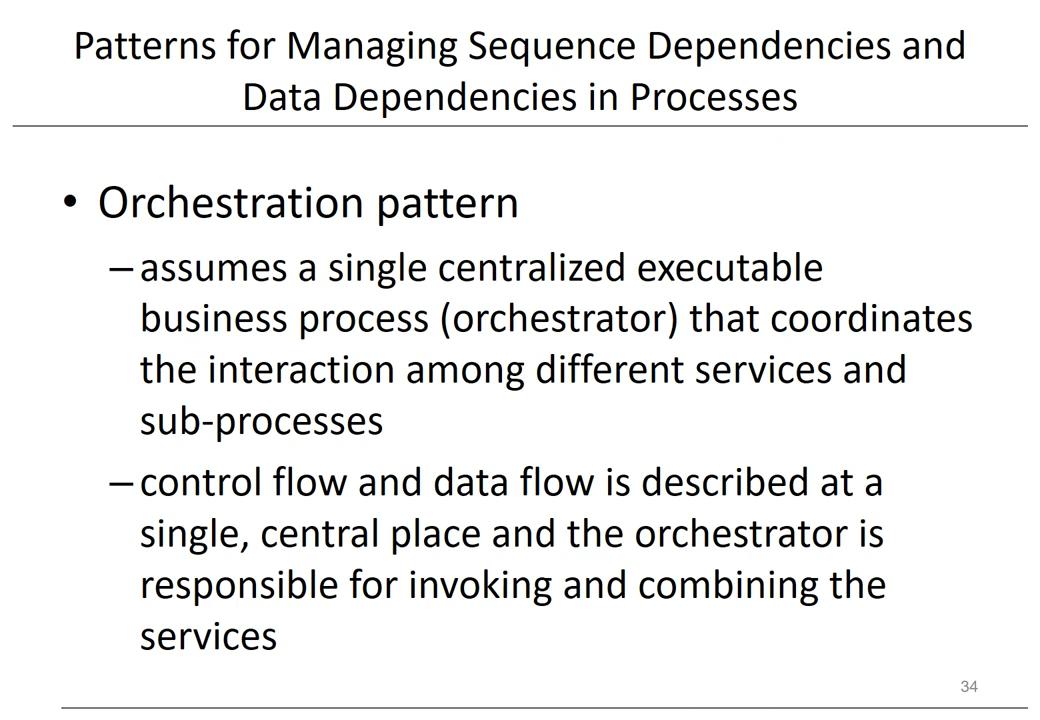 Patterns for Managing Sequence Dependencies and
Data Dependencies in Processes
• Orchestration pattern
– assumes a single centralized executable
business process (orchestrator) that coordinates
the interaction among different services and
sub-processes
– control flow and data flow is described at a
single, central place and the orchestrator is
responsible for invoking and combining the
services
34